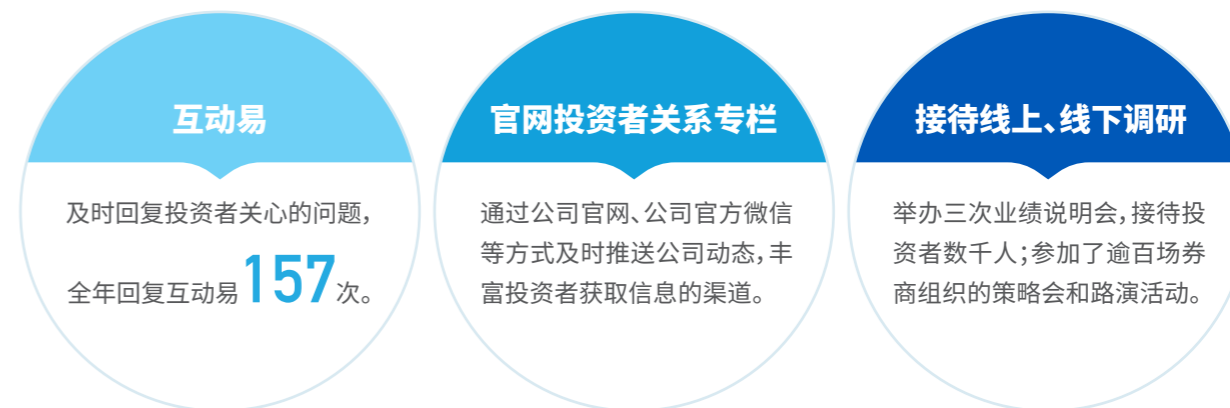 互动易
及时回复投资者关心的问题，
全年回复互动易157次。
官网投资者关系专栏
通过公司官网、公司官方微信
等方式及时推送公司动态，丰
富投资者获取信息的渠道。
接待线上、线下调研
举办三次业绩说明会，接待投
资者数千人；参加了逾百场券
商组织的策略会和路演活动。